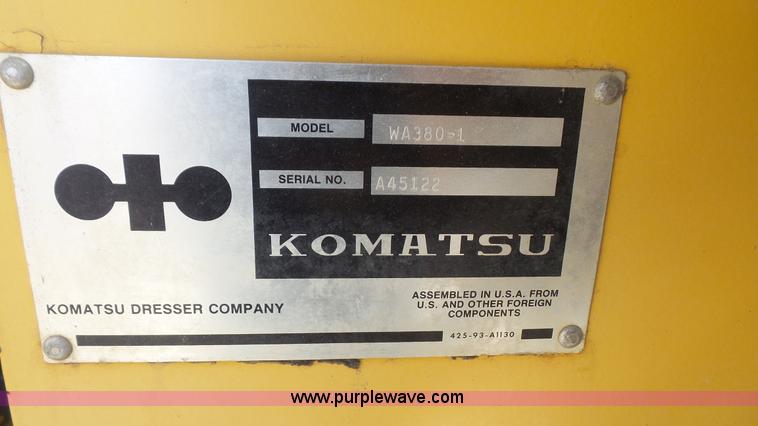 MODEL WA380-1
SERIAL NO. A45122
KOMATSU
KOMATSU DRESSER COMPANY
ASSEMBLED IN U.S.A. FROM
U.S. AND OTHER FOREIGN
COMPONENTS
425-93-A1130
www.purplewave.com